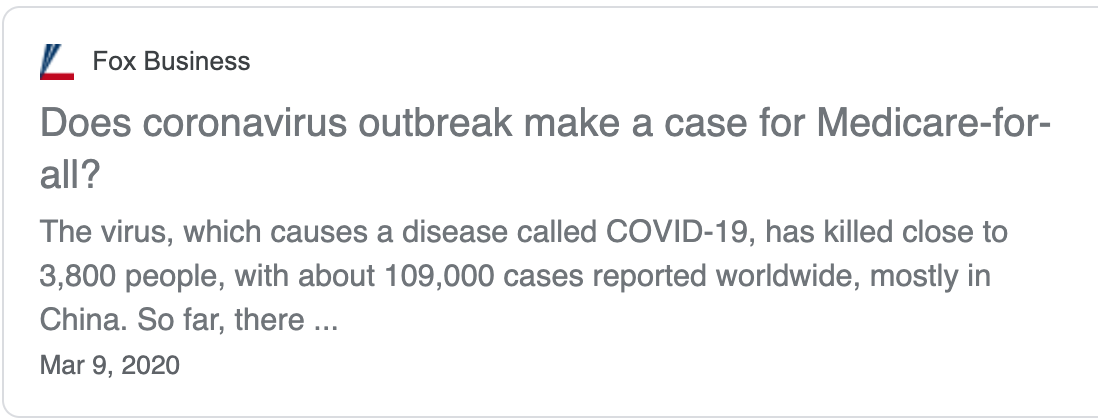 Fox Business
Does coronavirus outbreak make a case for Medicare-for-
all?
The virus, which causes a disease called COVID-19, has killed close to
3,800 people, with about 109,000 cases reported worldwide, mostly in
China. So far, there ...
Mar 9, 2020